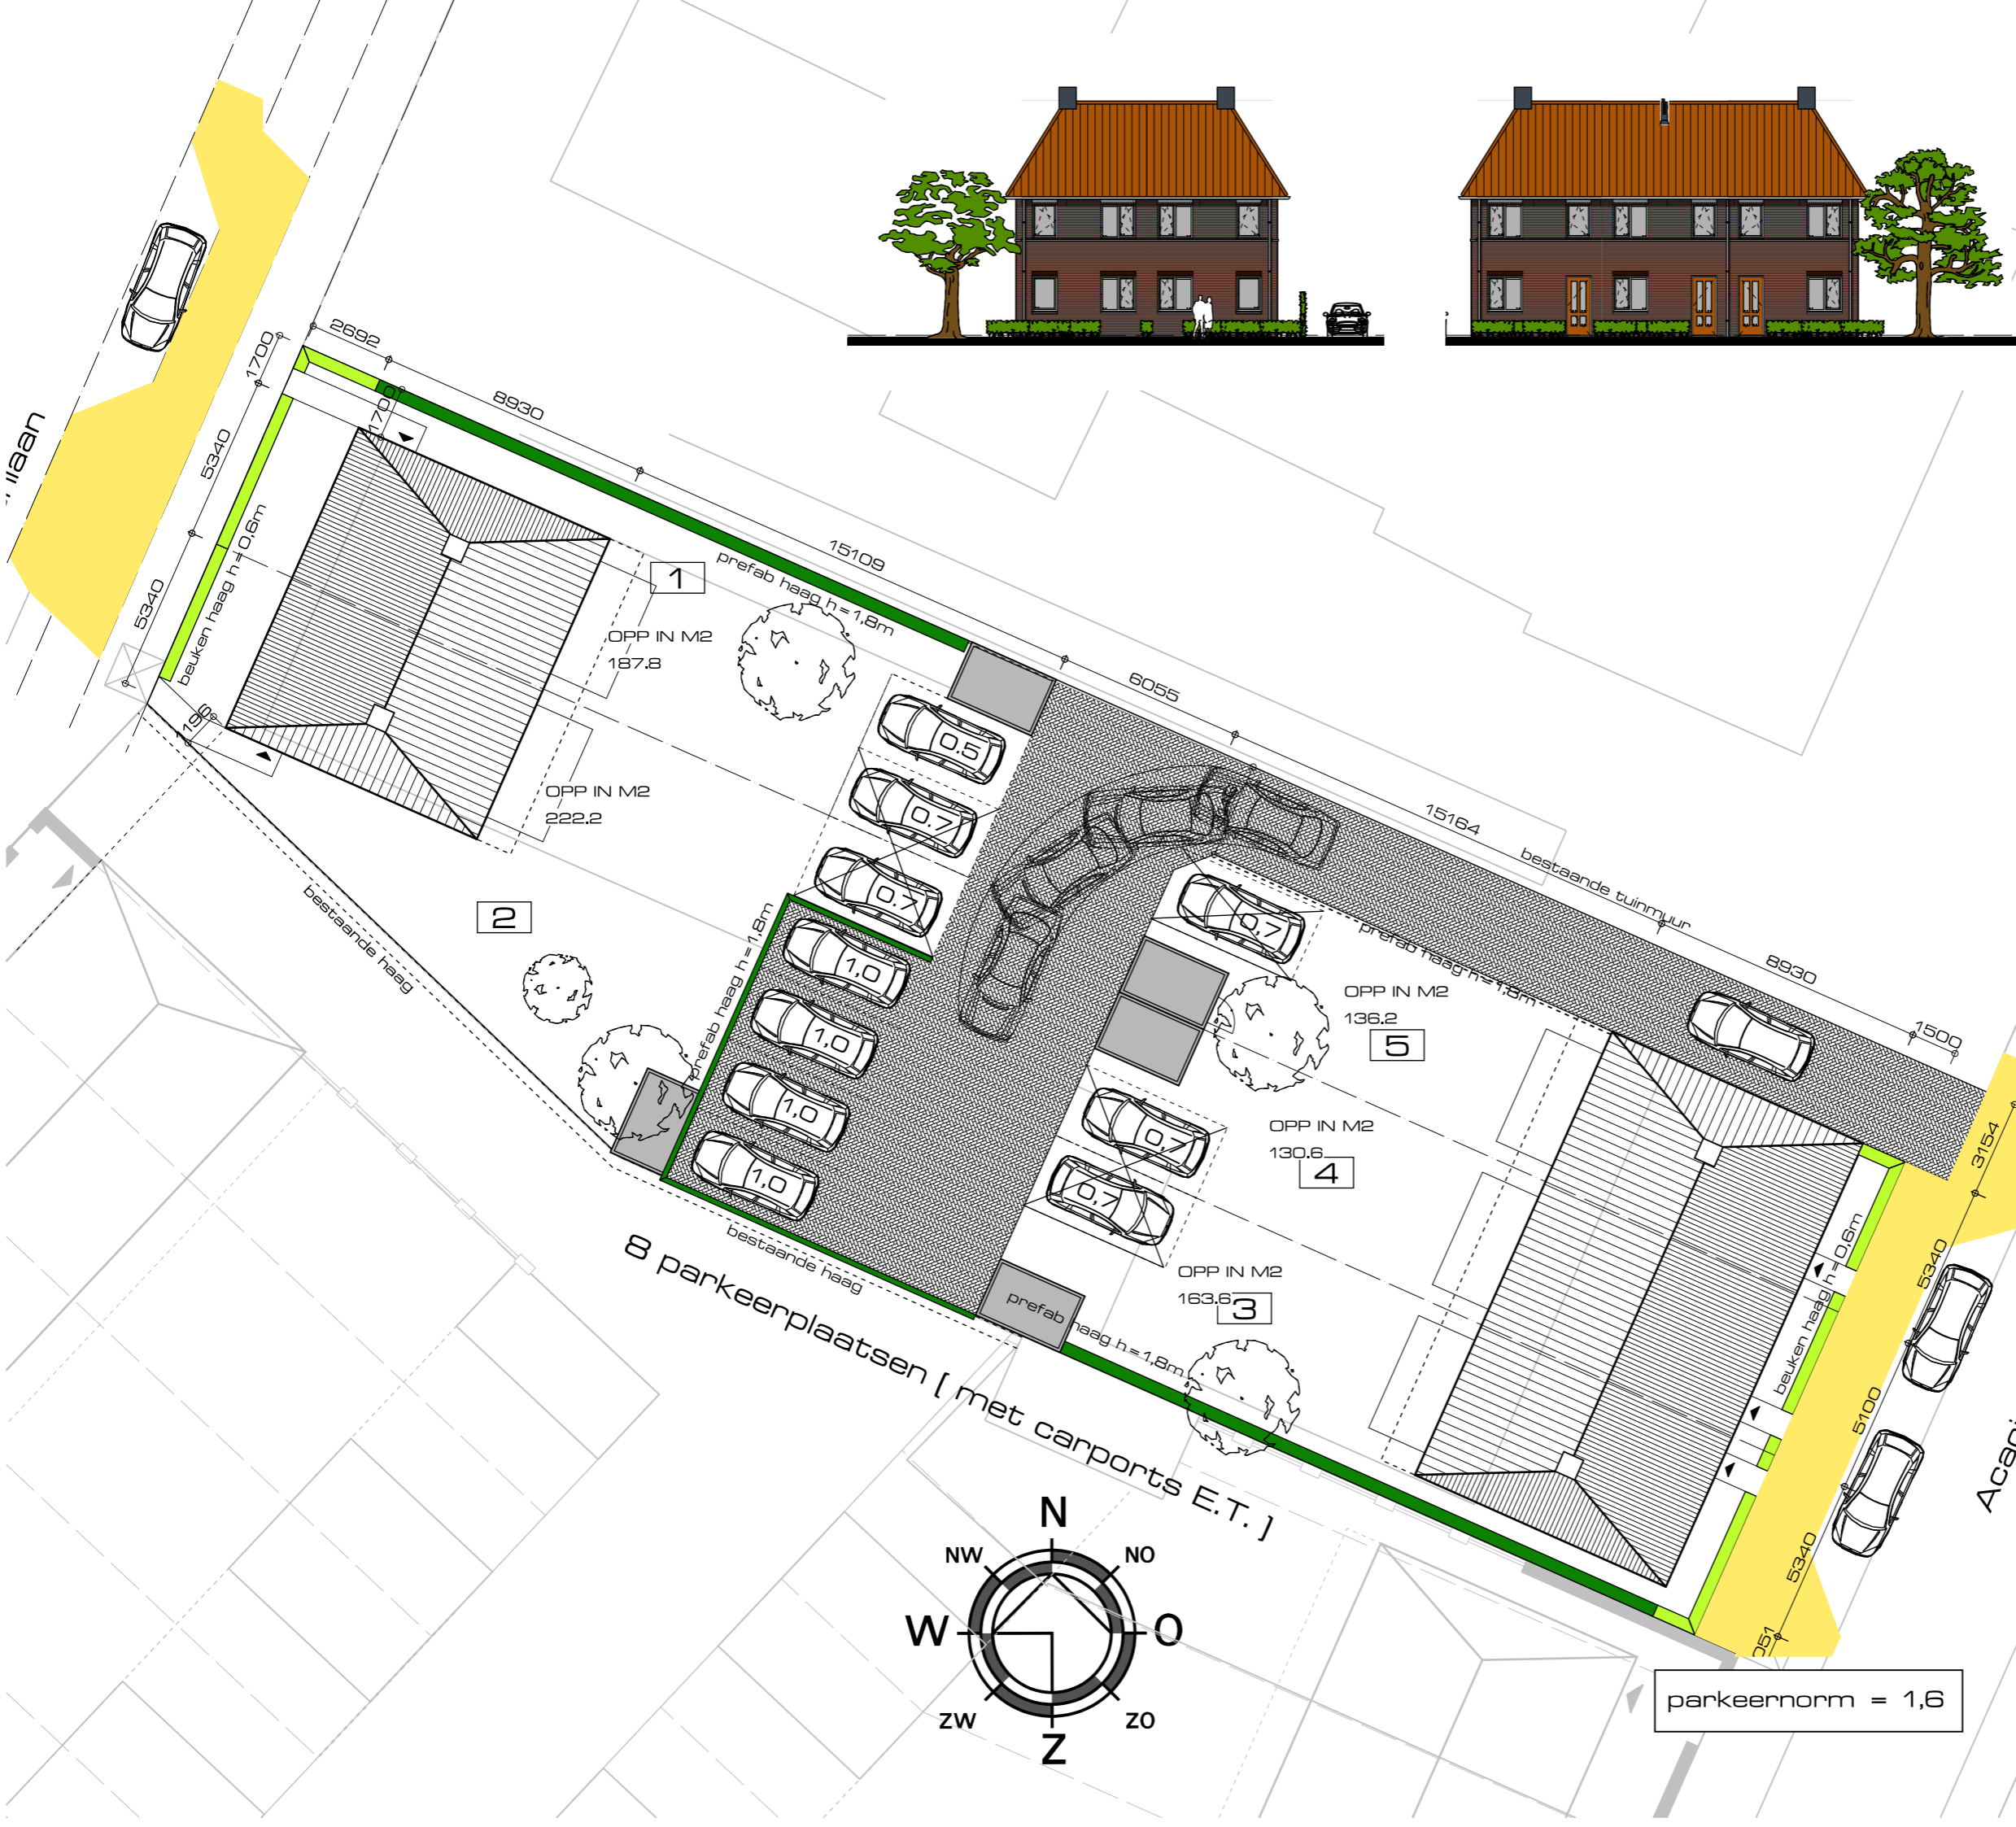 2692
1700
8930
1700
5340
15109
prefab haag h=1,8m
1
beuken haag h=0,6m
5340
OPP IN M2
187.8
6055
0.5
15164
0.7
OPP IN M2
222.2
0.7
bestaande tuinmuur
bestaande haag
2
prefab haag h=1,8m
0,7
prefab haag h=1,8m
8930
1500
1,0
1,0
1,0
1,0
OPP IN M2
136.2
5
OPP IN M2
130.6
4
0,7
0,7
3154
5340
beuken haag h=0,6m
bestaande haag
OPP IN M2
163.6
3
prefab haag h=1,8m
8 parkeerplaatsen [ met carports E.T. ]
5100
5340
N
NW
NO
W
O
ZW
ZO
Z
parkeernorm = 1,6